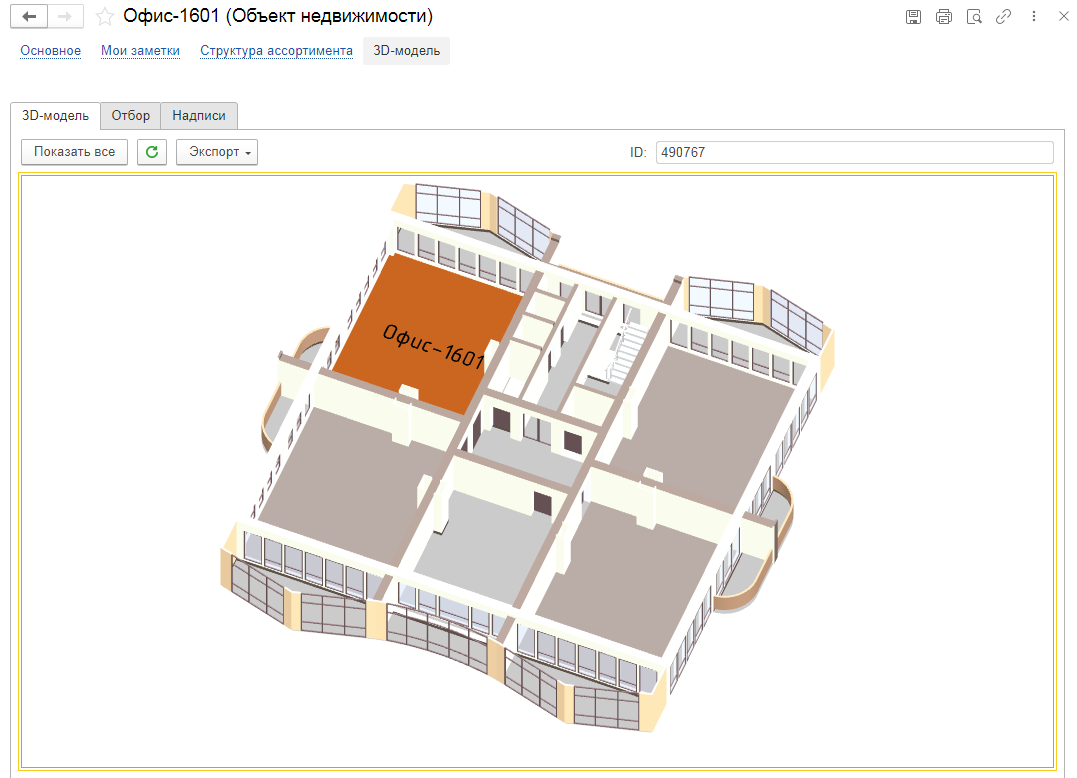 Офис-1601 (Объект недвижимости)
Основное Мои заметки Структура ассортимента 3D-модель
3D-модель Отбор Надписи
Показать все Экспорт ID: 490767
Офис-1601